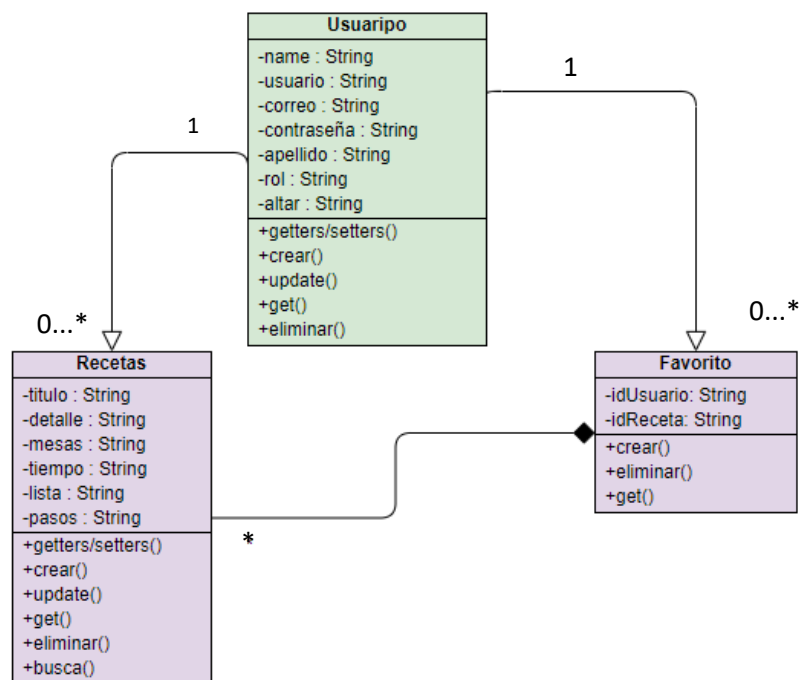 Usuaripo
-name : String
-usuario : String
-correo : String
-contraseña : String
-apellido : String
-rol : String
-altar : String
+getters/setters()
+crear()
+update()
+get()
+eliminar()
1
1
0...*
0...*
Recetas
-titulo : String
-detalle : String
-mesas : String
-tiempo : String
-lista : String
-pasos : String
+getters/setters()
+crear()
+update()
+get()
+eliminar()
+busca()
*
Favorito
-idUsuario: String
-idReceta: String
+crear()
+eliminar()
+get()